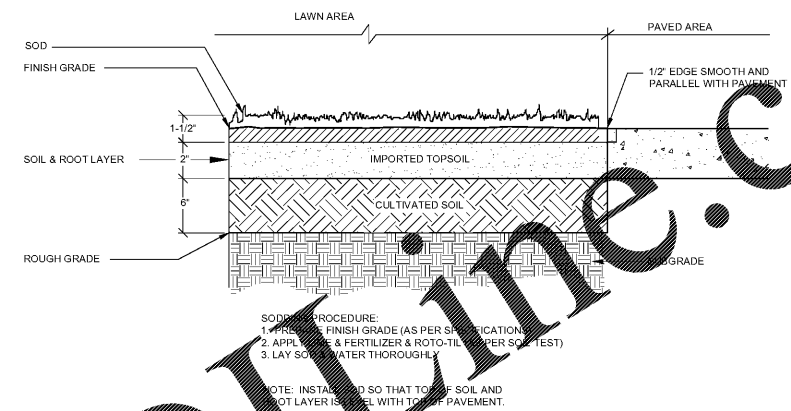 LAWN AREA
PAVED AREA
SOD
FINISH GRADE
1/2" EDGE SMOOTH AND
PARALLEL WITH PAVEMENT
1-1/2"
SOIL & ROOT LAYER
2"
IMPORTED TOPSOIL
6"
CULTIVATED SOIL
ROUGH GRADE
SUBGRADE
SODDING PROCEDURE:
1. PREPARE FINISH GRADE (AS PER SPECIFICATIONS)
2. APPLY LIME & FERTILIZER & ROTO-TIL (AS PER SOIL TEST)
3. LAY SOD & WATER THOROUGHLY
NOTE: INSTALL SOD SO THAT TOP OF SOIL AND
ROOT LAYER IS LEVEL WITH TOP OF PAVEMENT.